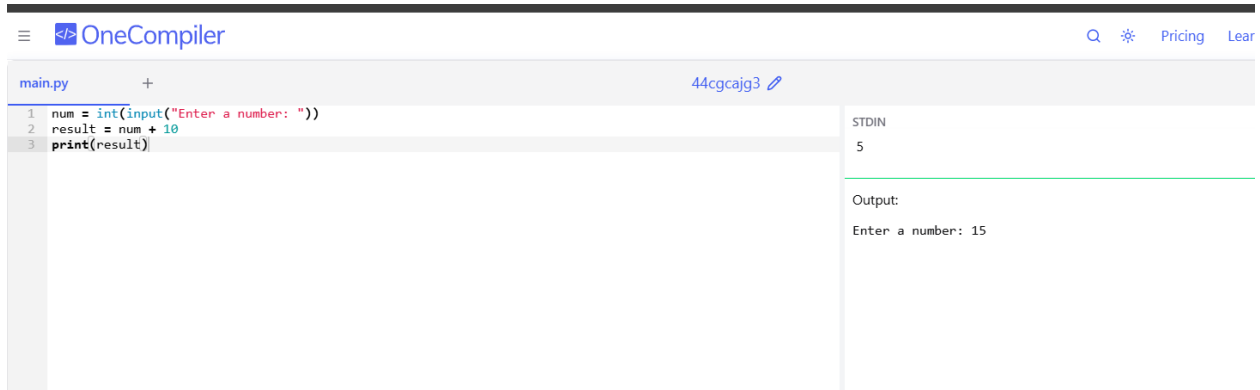 </> OneCompiler
Pricing
main.py
+
44cgcajg3
1 num = int(input("Enter a number: "))
2 result = num + 10
3 print(result)
STDIN
5
Output:
Enter a number: 15